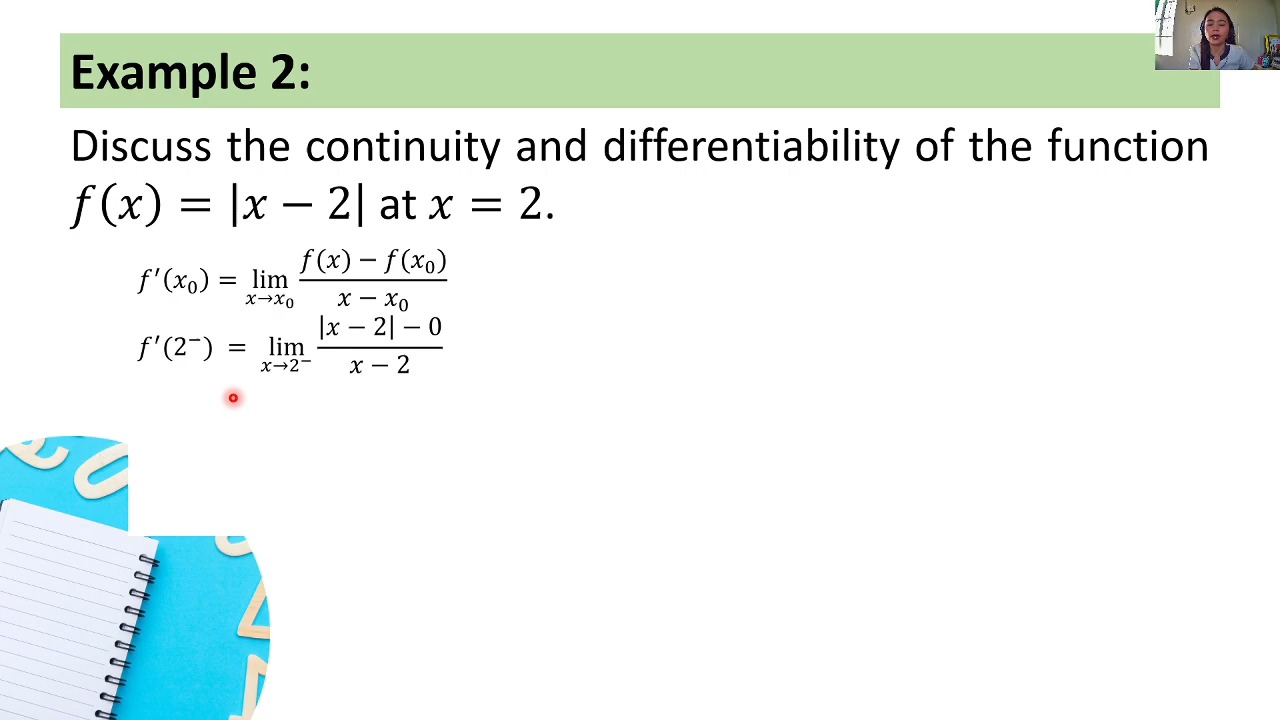 Example 2:
Discuss the continuity and differentiability of the function
𝑓(𝑥) = |𝑥 − 2| at 𝑥 = 2.
𝑓′(𝑥₀) = lim_{𝑥→𝑥₀} (𝑓(𝑥) − 𝑓(𝑥₀))/(𝑥 − 𝑥₀)
𝑓′(2⁻) = lim_{𝑥→2⁻} (|𝑥 − 2| − 0)/(𝑥 − 2)